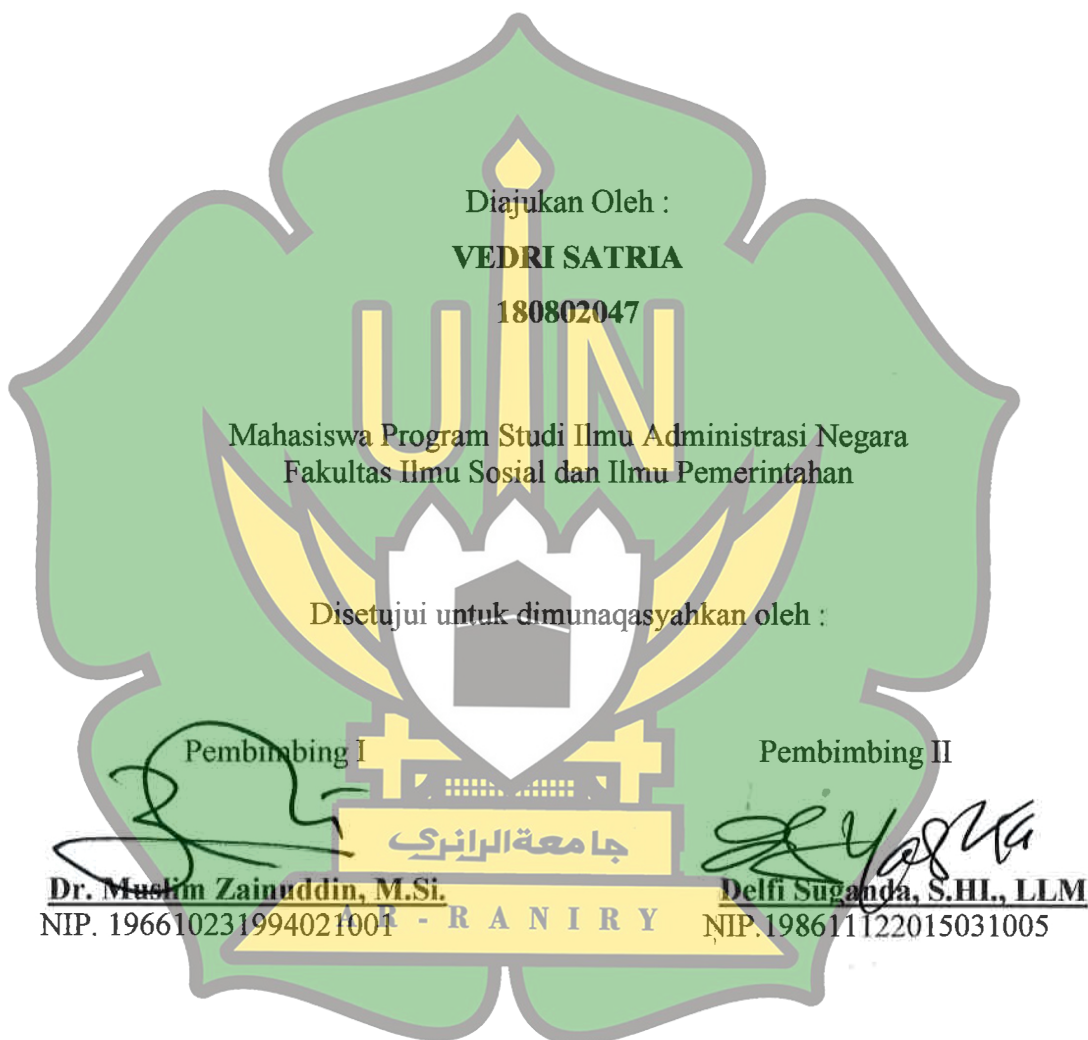 Diajukan Oleh :
VEDRI SATRIA
180802047
UIN
Mahasiswa Program Studi Ilmu Administrasi Negara
Fakultas Ilmu Sosial dan Ilmu Pemerintahan
Disetujui untuk dimunaqasyahkan oleh :
Pembimbing I
Pembimbing II
جامعةالرانري
Dr. Muslim Zainuddin, M.Si.
NIP. 196610231994021001
Delfi Suganda, S.HI., LLM
NIP.198611122015031005
AR - RANIRY